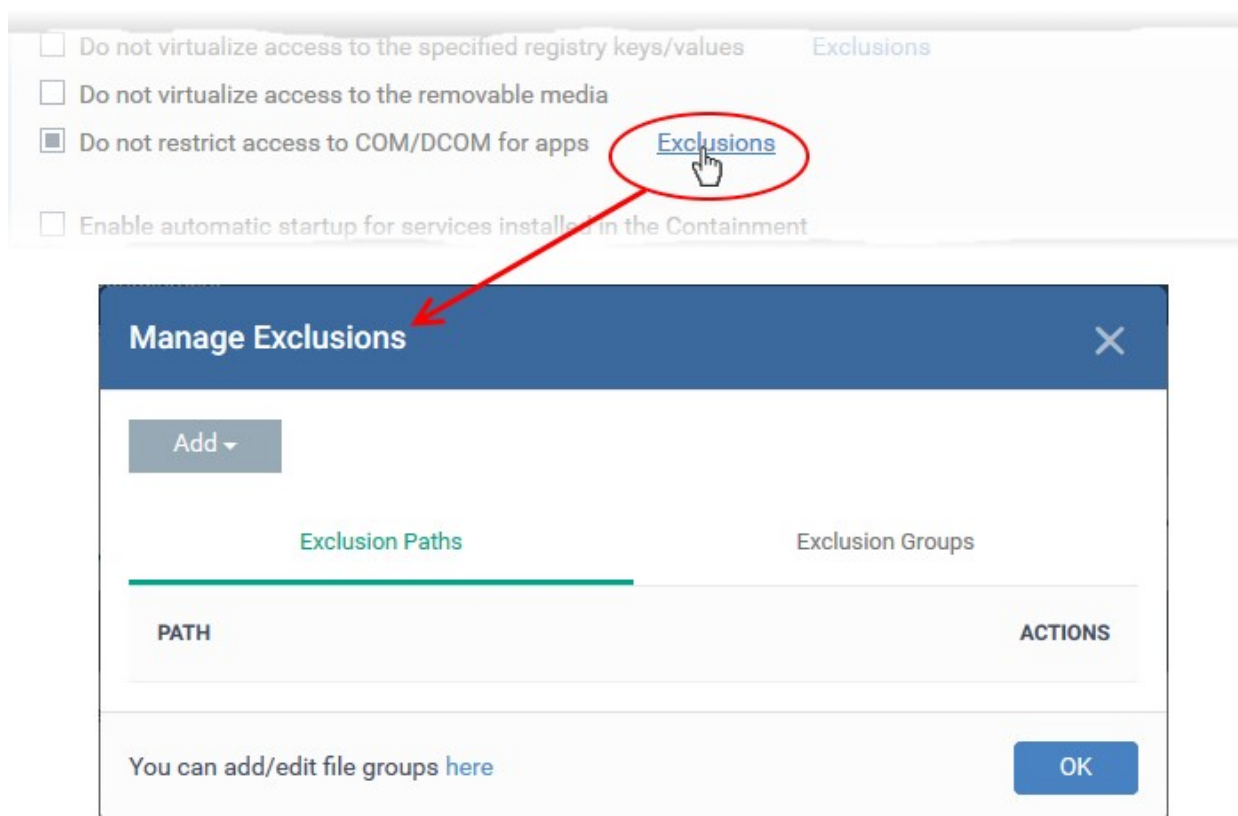 Do not virtualize access to the specified registry keys/values Exclusions
Do not virtualize access to the removable media
Do not restrict access to COM/DCOM for apps Exclusions
Enable automatic startup for services installed in the Containment
Manage Exclusions
Add
Exclusion Paths Exclusion Groups
PATH ACTIONS
You can add/edit file groups here OK